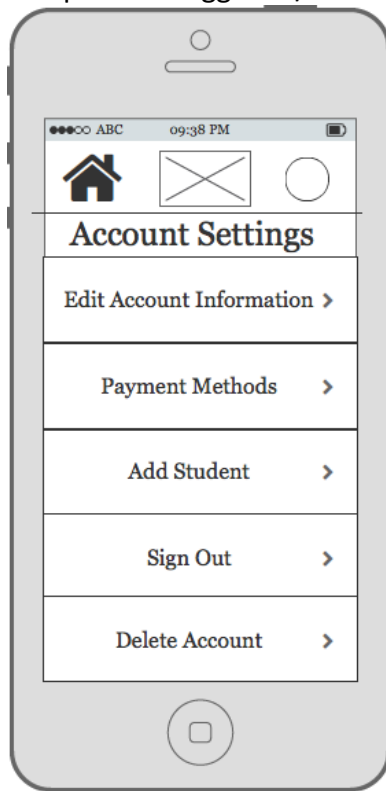 ABC 09:38 PM
Account Settings
Edit Account Information
Payment Methods
Add Student
Sign Out
Delete Account